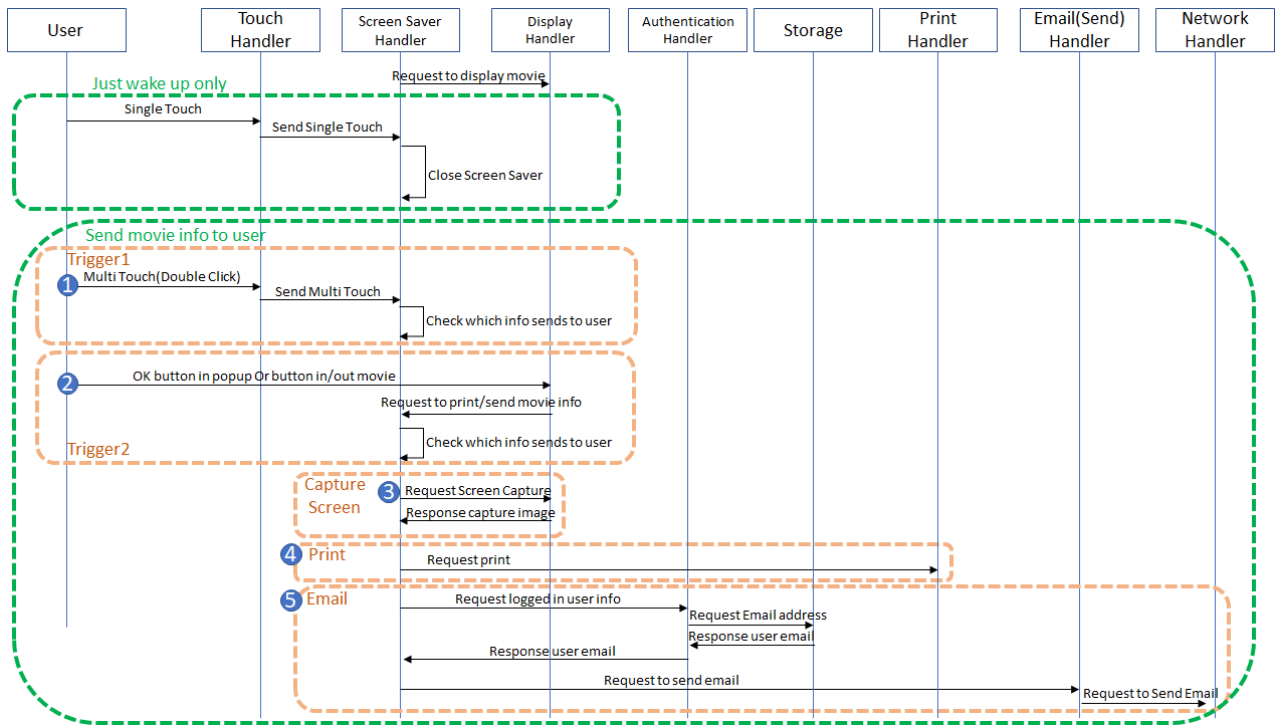 User
Touch
Handler
Screen Saver
Handler
Display
Handler
Authentication
Handler
Storage
Print
Handler
Email(Send)
Handler
Network
Handler
Request to display movie
Just wake up only
Single Touch
Send Single Touch
Close Screen Saver
Send movie info to user
Trigger1
1
Multi Touch(Double Click)
Send Multi Touch
Check which info sends to user
2
OK button in popup Or button in/out movie
Request to print/send movie info
Check which info sends to user
Trigger2
Capture
Screen
3
Request Screen Capture
Response capture image
4
Print
Request print
5
Email
Request logged in user info
Request Email address
Response user email
Response user email
Request to send email
Request to Send Email